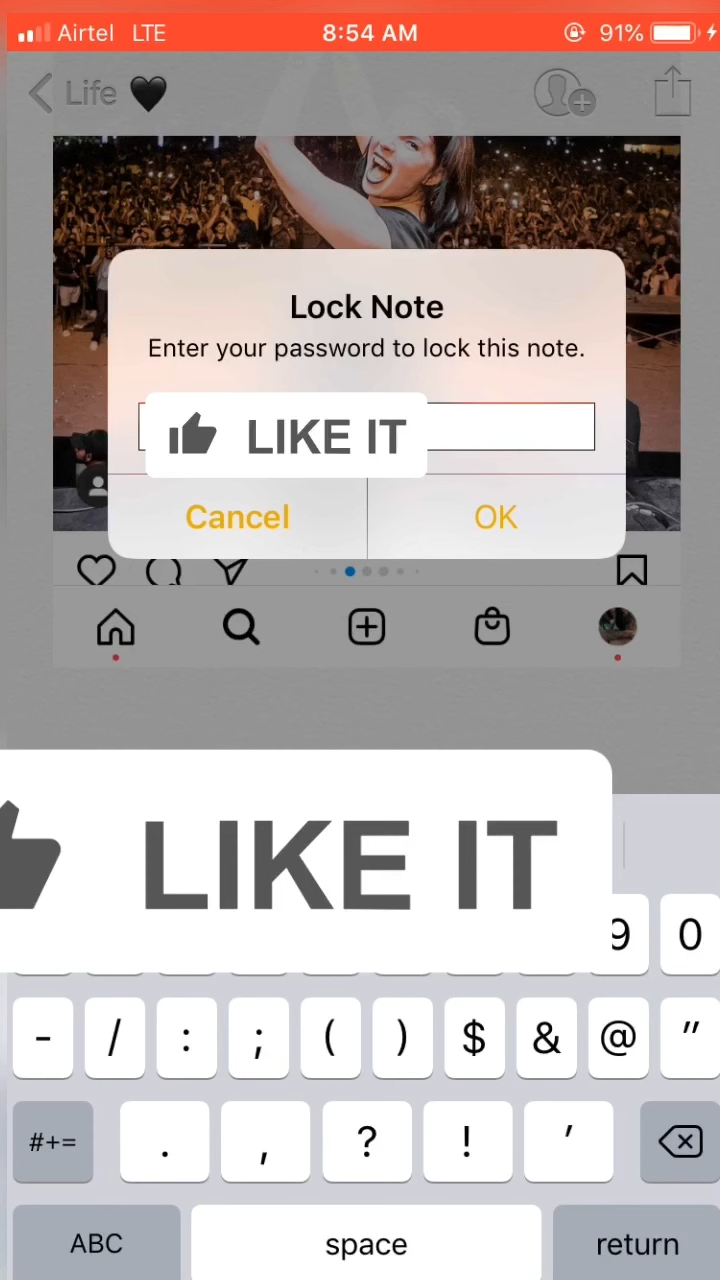 Airtel LTE 8:54 AM 91%
Life 🖤
Lock Note
Enter your password to lock this note.
LIKE IT
Cancel OK
LIKE IT
9 0
- / : ; ( ) $ & @ "
#+= . , ? ! '
ABC space return